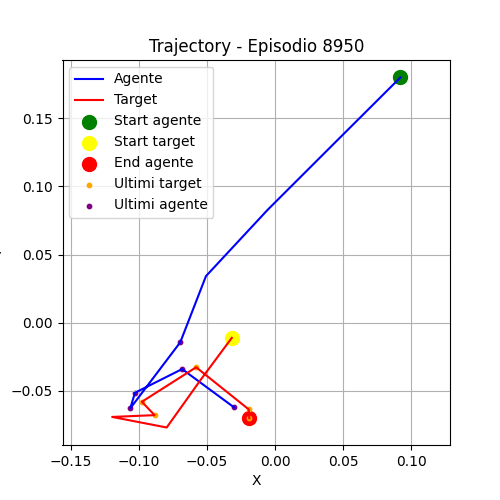 Trajectory - Episodio 8950
Agente
Target
Start agente
Start target
End agente
Ultimi target
Ultimi agente
0.15
0.10
0.05
0.00
−0.05
−0.15
−0.10
−0.05
0.00
0.05
0.10
X